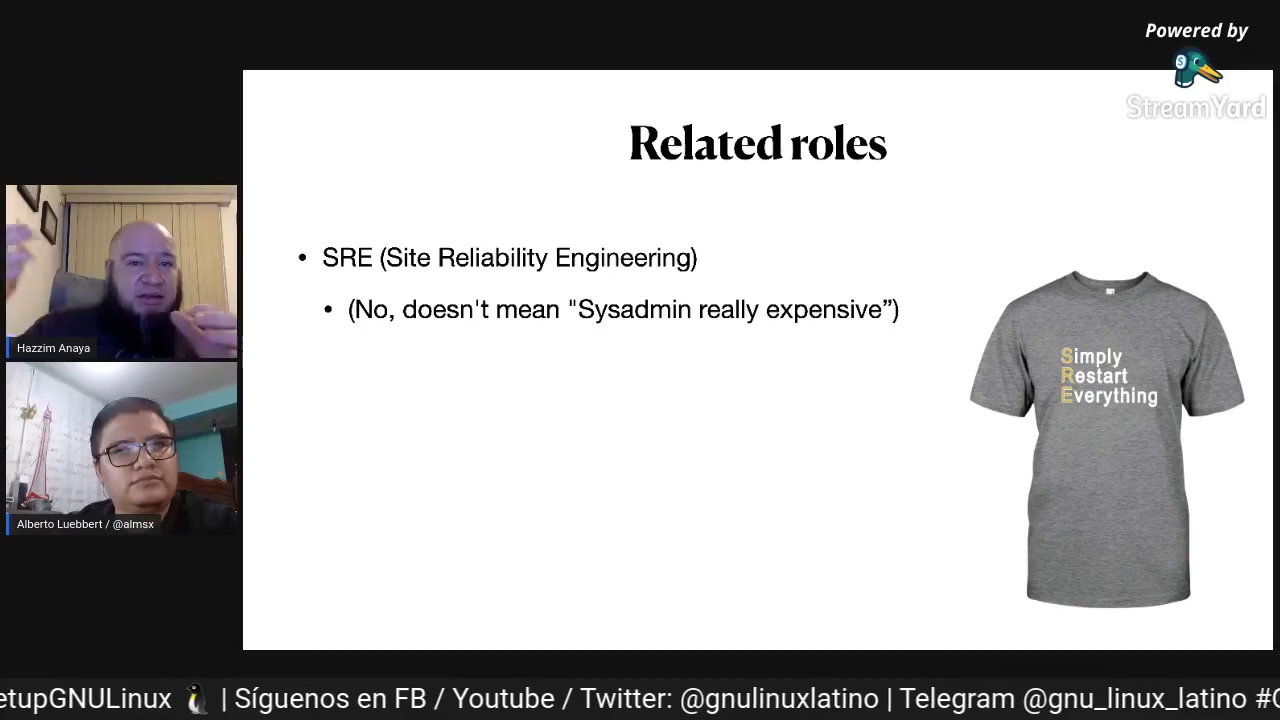 Powered by
StreamYard
Related roles
• SRE (Site Reliability Engineering)
• (No, doesn't mean "Sysadmin really expensive”)
Simply
Restart
Everything
Hazzim Anaya
Alberto Luebbert / @almsx
etupGNULinux 🐧 | Síguenos en FB / Youtube / Twitter: @gnulinuxlatino | Telegram @gnu_linux_latino #